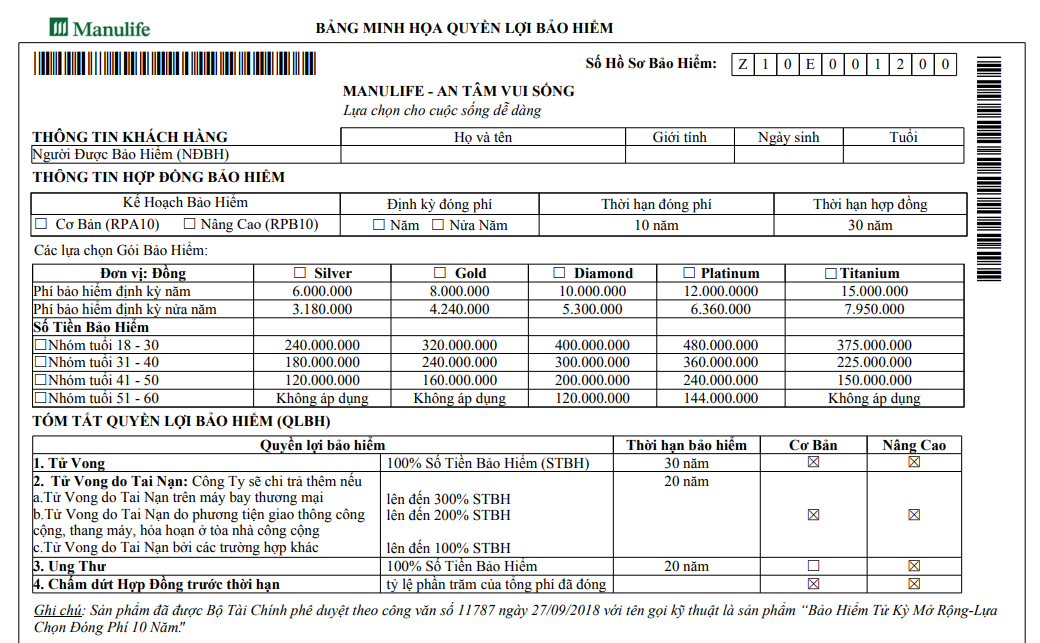 Manulife
BẢNG MINH HỌA QUYỀN LỢI BẢO HIỂM
Số Hồ Sơ Bảo Hiểm: Z 1 0 E 0 0 1 2 0 0
MANULIFE - AN TÂM VUI SỐNG
Lựa chọn cho cuộc sống dễ dàng
THÔNG TIN KHÁCH HÀNG Họ và tên Giới tính Ngày sinh Tuổi
Người Được Bảo Hiểm (NĐBH)
THÔNG TIN HỢP ĐỒNG BẢO HIỂM
Kế Hoạch Bảo Hiểm Định kỳ đóng phí Thời hạn đóng phí Thời hạn hợp đồng
☐ Cơ Bản (RPA10) ☐ Nâng Cao (RPB10) ☐ Năm ☐ Nửa Năm 10 năm 30 năm
Các lựa chọn Gói Bảo Hiểm:
Đơn vị: Đồng ☐ Silver ☐ Gold ☐ Diamond ☐ Platinum ☐ Titanium
Phí bảo hiểm định kỳ năm 6.000.000 8.000.000 10.000.000 12.000.0000 15.000.000
Phí bảo hiểm định kỳ nửa năm 3.180.000 4.240.000 5.300.000 6.360.000 7.950.000
Số Tiền Bảo Hiểm
☐ Nhóm tuổi 18 - 30 240.000.000 320.000.000 400.000.000 480.000.000 375.000.000
☐ Nhóm tuổi 31 - 40 180.000.000 240.000.000 300.000.000 360.000.000 225.000.000
☐ Nhóm tuổi 41 - 50 120.000.000 160.000.000 200.000.000 240.000.000 150.000.000
☐ Nhóm tuổi 51 - 60 Không áp dụng Không áp dụng 120.000.000 144.000.000 Không áp dụng
TÓM TẮT QUYỀN LỢI BẢO HIỂM (QLBH)
Quyền lợi bảo hiểm Thời hạn bảo hiểm Cơ Bản Nâng Cao
1. Tử Vong 100% Số Tiền Bảo Hiểm (STBH) 30 năm ☒ ☒
2. Tử Vong do Tai Nạn: Công Ty sẽ chi trả thêm nếu 20 năm
a.Tử Vong do Tai Nạn trên máy bay thương mại lên đến 300% STBH
b.Tử Vong do Tai Nạn do phương tiện giao thông công lên đến 200% STBH ☒ ☒
cộng, thang máy, hỏa hoạn ở tòa nhà công cộng
c.Tử Vong do Tai Nạn bởi các trường hợp khác lên đến 100% STBH
3. Ung Thư 100% Số Tiền Bảo Hiểm 20 năm ☐ ☒
4. Chấm dứt Hợp Đồng trước thời hạn tỷ lệ phần trăm của tổng phí đã đóng ☒ ☒
Ghi chú: Sản phẩm đã được Bộ Tài Chính phê duyệt theo công văn số 11787 ngày 27/09/2018 với tên gọi kỹ thuật là sản phẩm “Bảo Hiểm Tử Kỳ Mở Rộng-Lựa
Chọn Đóng Phí 10 Năm."